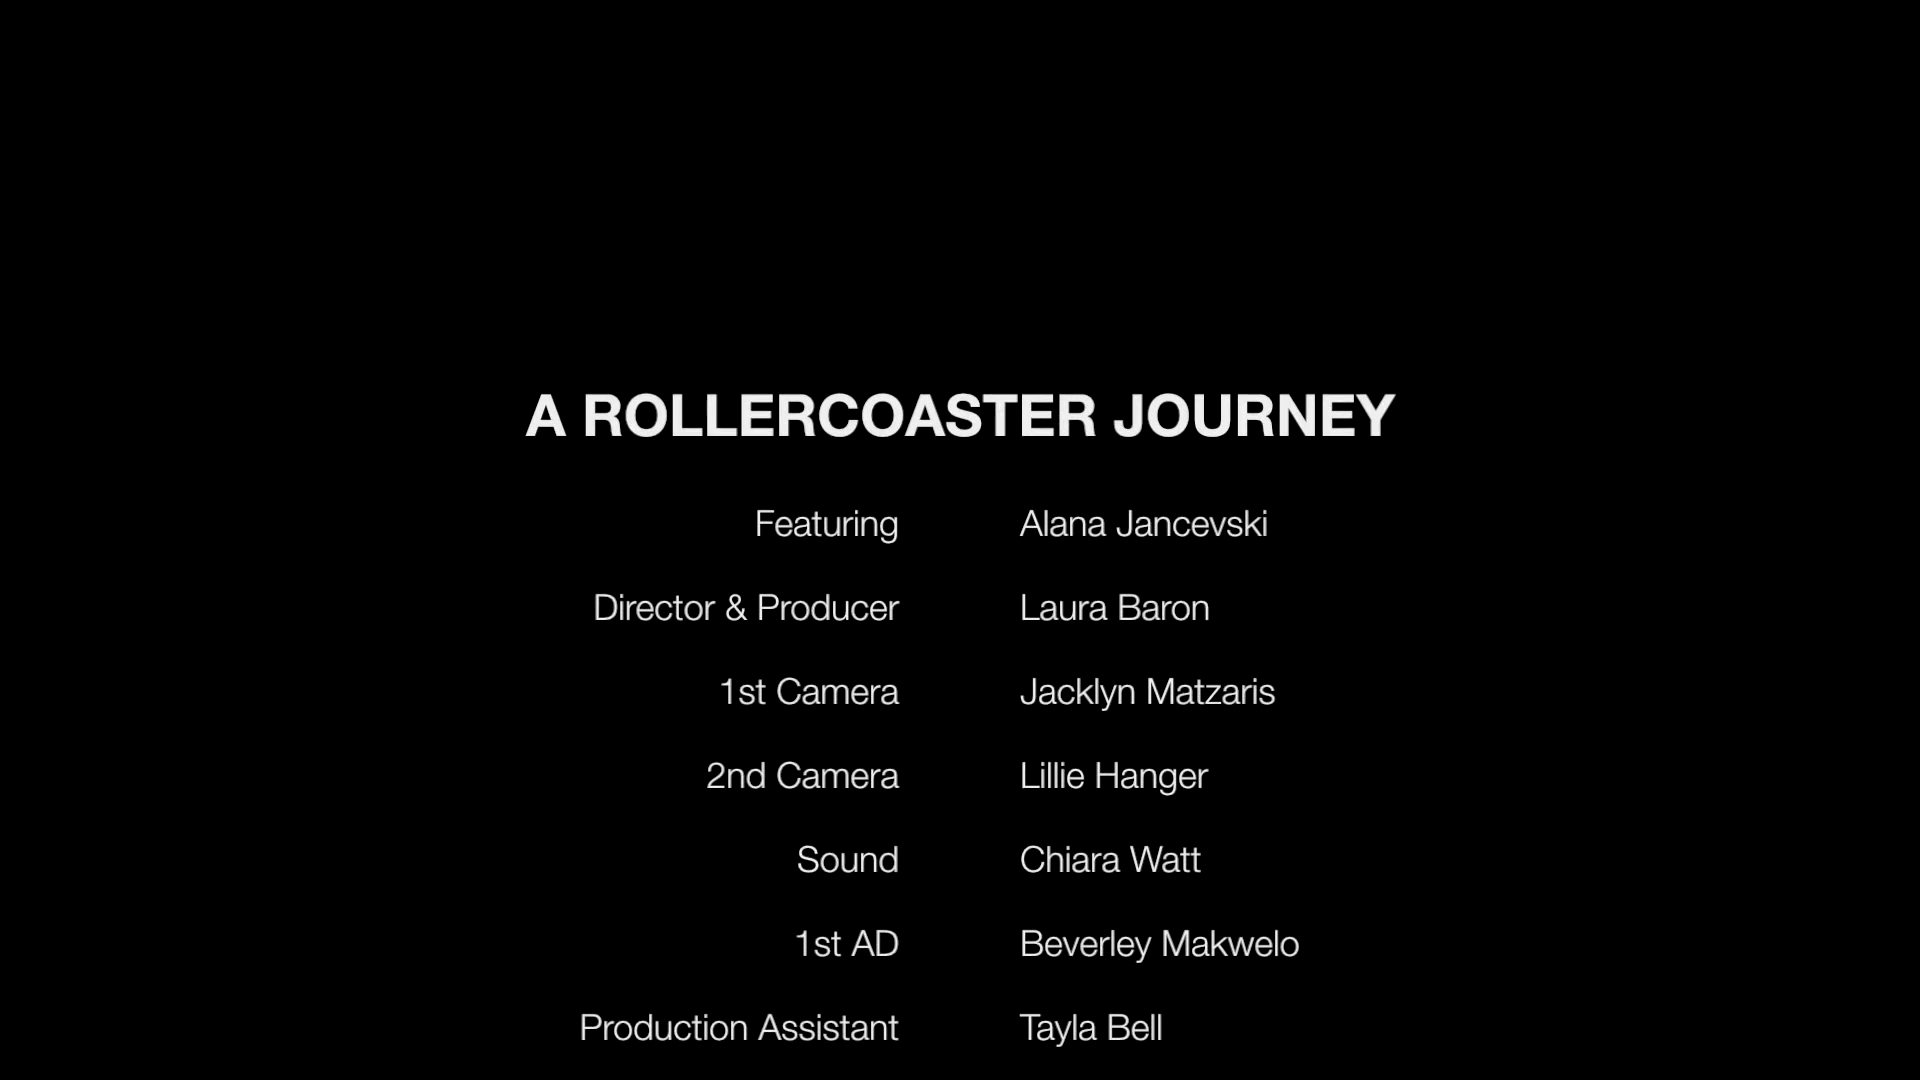 A ROLLERCOASTER JOURNEY
Featuring Alana Jancevski
Director & Producer Laura Baron
1st Camera Jacklyn Matzaris
2nd Camera Lillie Hanger
Sound Chiara Watt
1st AD Beverley Makwelo
Production Assistant Tayla Bell